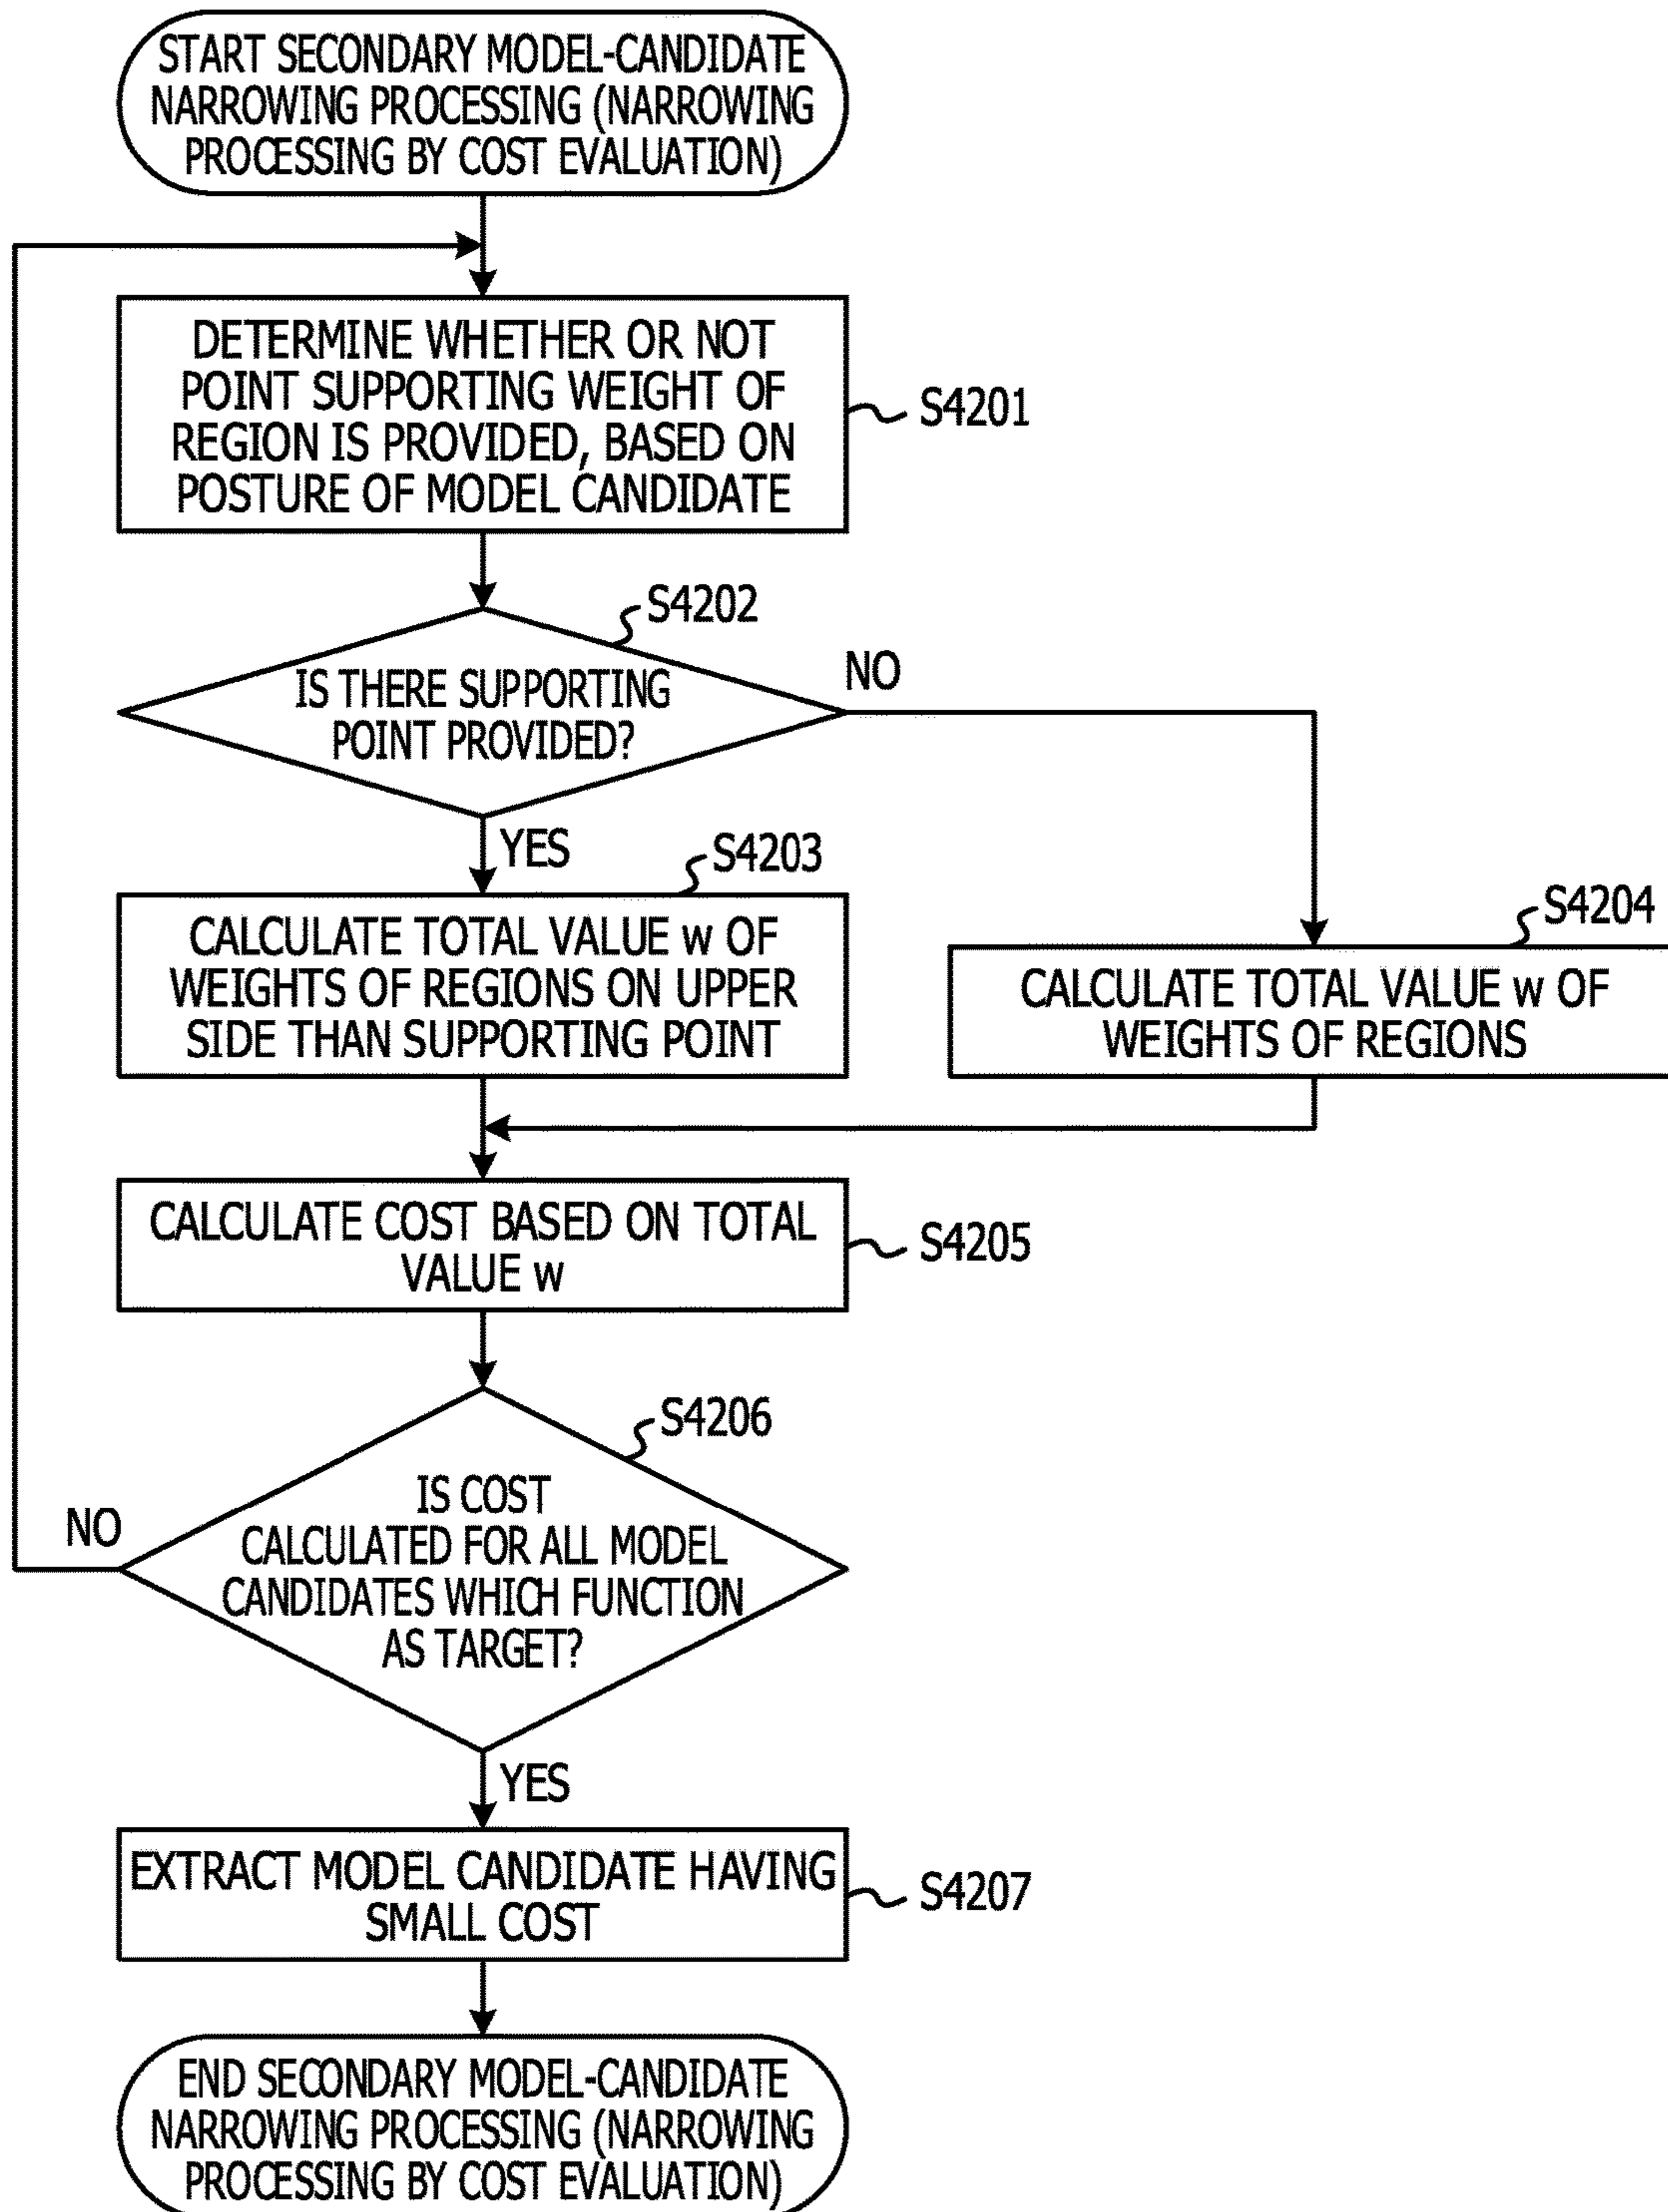 START SECONDARY MODEL-CANDIDATE
NARROWING PROCESSING (NARROWING
PROCESSING BY COST EVALUATION)
DETERMINE WHETHER OR NOT
POINT SUPPORTING WEIGHT OF
REGION IS PROVIDED, BASED ON
POSTURE OF MODEL CANDIDATE
S4201
S4202
IS THERE SUPPORTING
POINT PROVIDED?
NO
YES
S4203
CALCULATE TOTAL VALUE w OF
WEIGHTS OF REGIONS ON UPPER
SIDE THAN SUPPORTING POINT
S4204
CALCULATE TOTAL VALUE w OF
WEIGHTS OF REGIONS
CALCULATE COST BASED ON TOTAL
VALUE w
S4205
S4206
IS COST
CALCULATED FOR ALL MODEL
CANDIDATES WHICH FUNCTION
AS TARGET?
NO
YES
EXTRACT MODEL CANDIDATE HAVING
SMALL COST
S4207
END SECONDARY MODEL-CANDIDATE
NARROWING PROCESSING (NARROWING
PROCESSING BY COST EVALUATION)